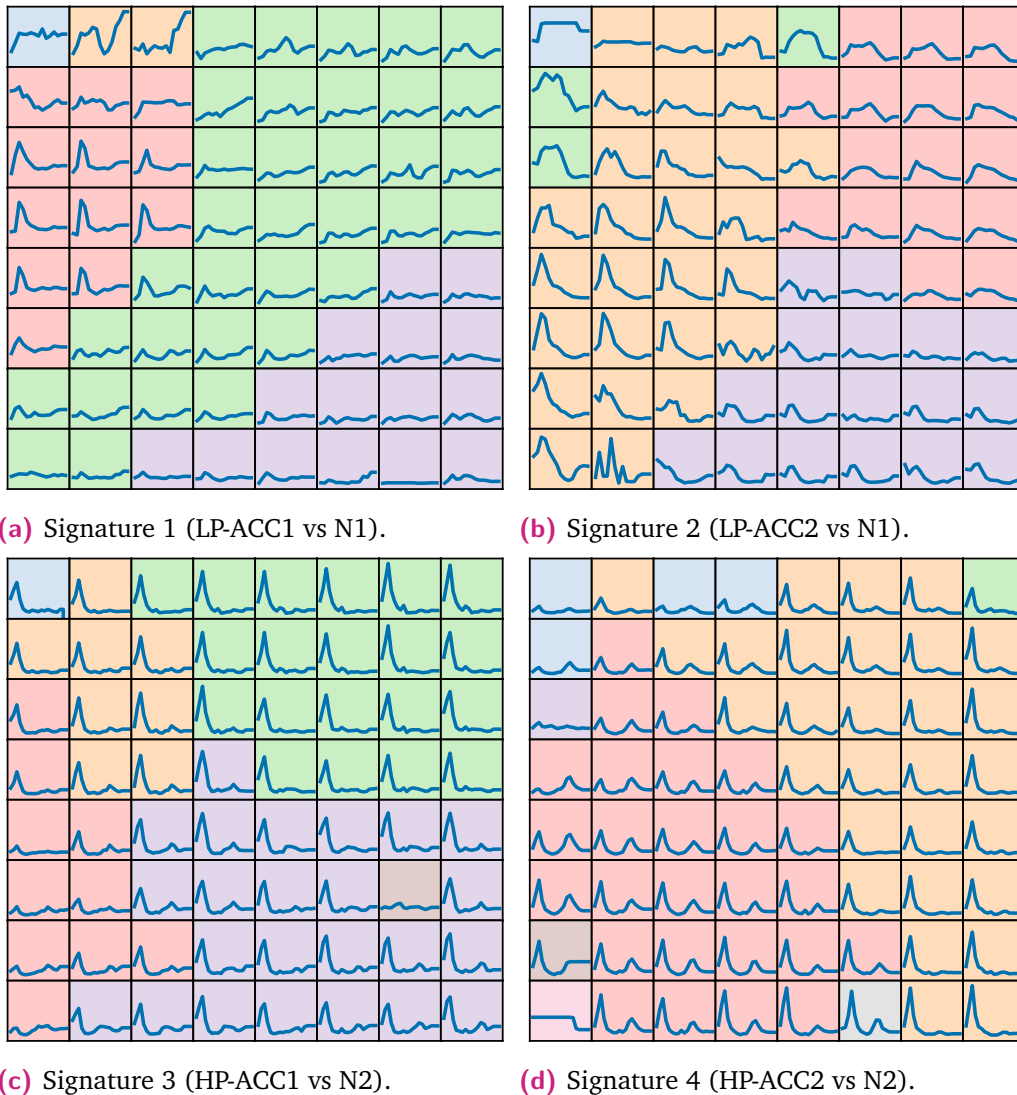 (a) Signature 1 (LP-ACC1 vs N1).
(b) Signature 2 (LP-ACC2 vs N1).
(c) Signature 3 (HP-ACC1 vs N2).
(d) Signature 4 (HP-ACC2 vs N2).